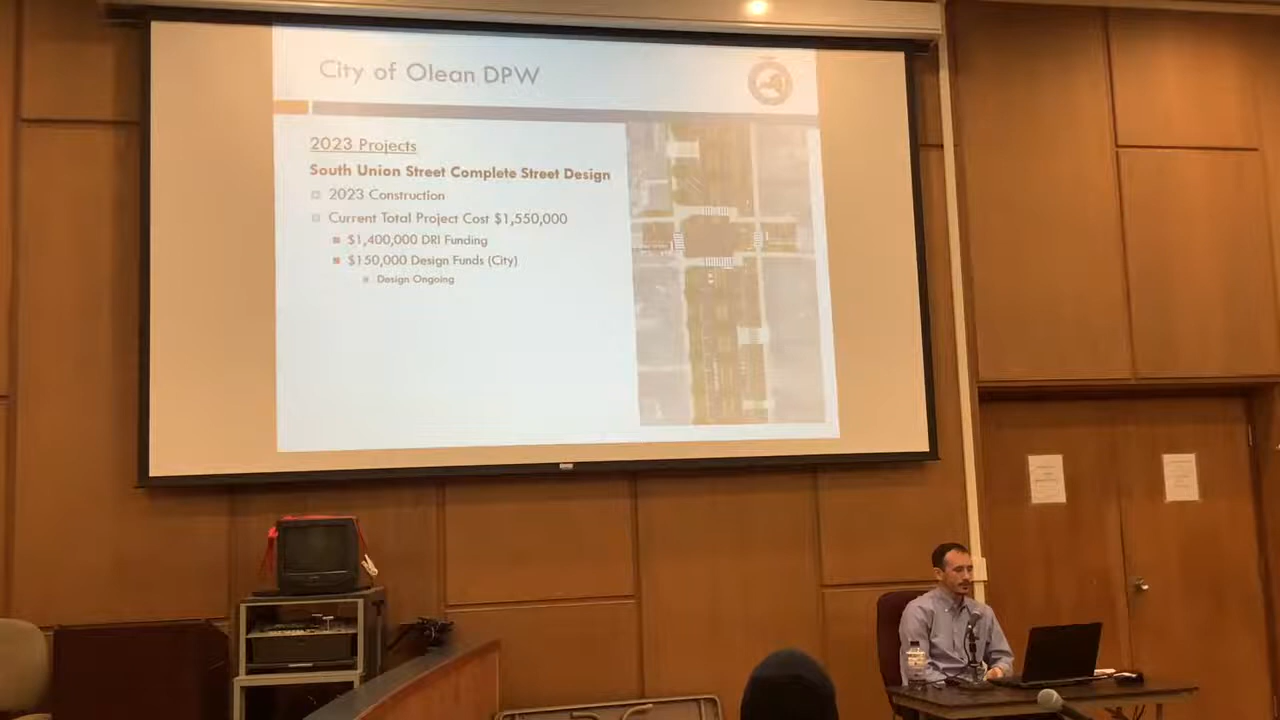 City of Olean DPW
2023 Projects
South Union Street Complete Street Design
2023 Construction
Current Total Project Cost $1,550,000
$1,400,000 DRI Funding
$150,000 Design Funds (City)
Design Ongoing